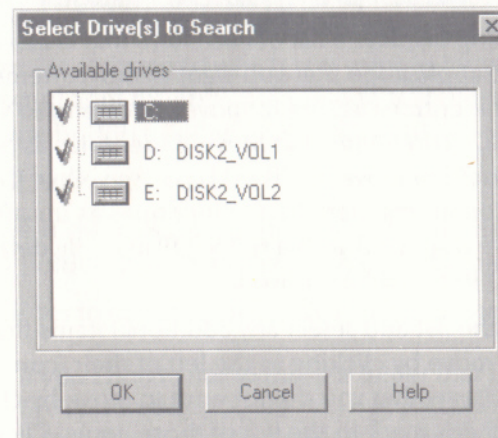 Select Drive(s) to Search
Available drives
C:
D: DISK2_VOL1
E: DISK2_VOL2
OK
Cancel
Help